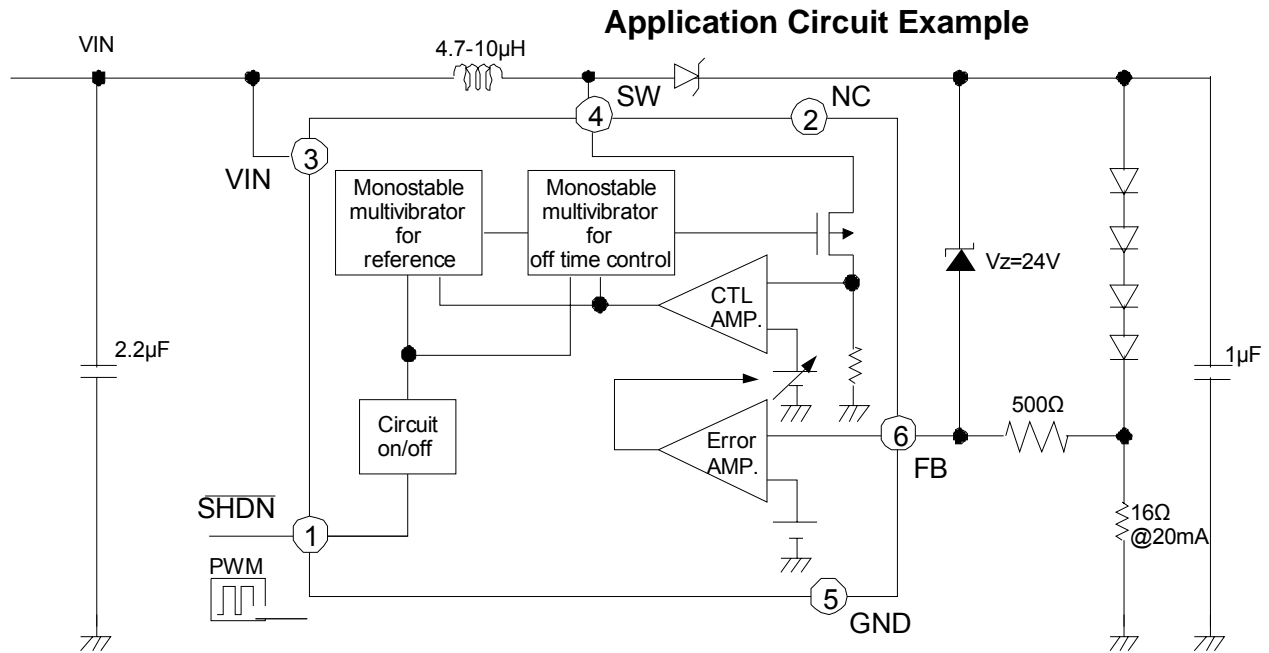 Application Circuit Example
VIN
4.7-10µH
SW
NC
4
2
3
VIN
Monostable
multivibrator
for
reference
Monostable
multivibrator
for
off time control
CTL
AMP.
Vz=24V
2.2µF
1µF
Circuit
on/off
Error
AMP.
6
FB
500Ω
SHDN
1
16Ω
@20mA
PWM
5
GND